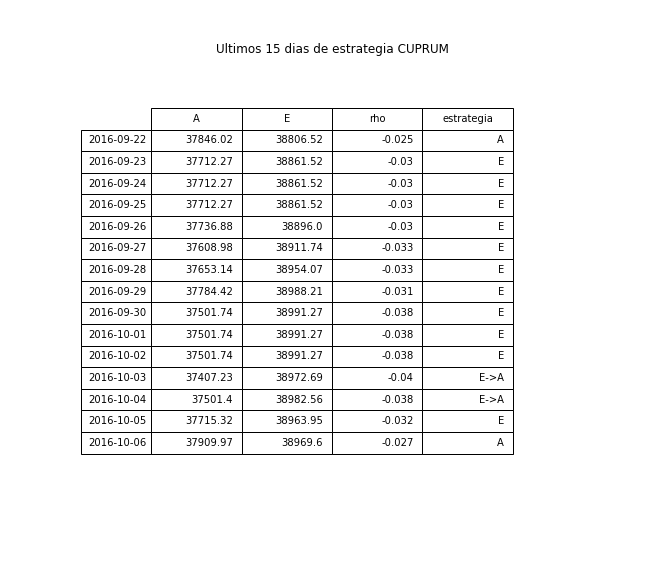 Ultimos 15 dias de estrategia CUPRUM
A E rho estrategia
2016-09-22 37846.02 38806.52 -0.025 A
2016-09-23 37712.27 38861.52 -0.03 E
2016-09-24 37712.27 38861.52 -0.03 E
2016-09-25 37712.27 38861.52 -0.03 E
2016-09-26 37736.88 38896.0 -0.03 E
2016-09-27 37608.98 38911.74 -0.033 E
2016-09-28 37653.14 38954.07 -0.033 E
2016-09-29 37784.42 38988.21 -0.031 E
2016-09-30 37501.74 38991.27 -0.038 E
2016-10-01 37501.74 38991.27 -0.038 E
2016-10-02 37501.74 38991.27 -0.038 E
2016-10-03 37407.23 38972.69 -0.04 E->A
2016-10-04 37501.4 38982.56 -0.038 E->A
2016-10-05 37715.32 38963.95 -0.032 E
2016-10-06 37909.97 38969.6 -0.027 A